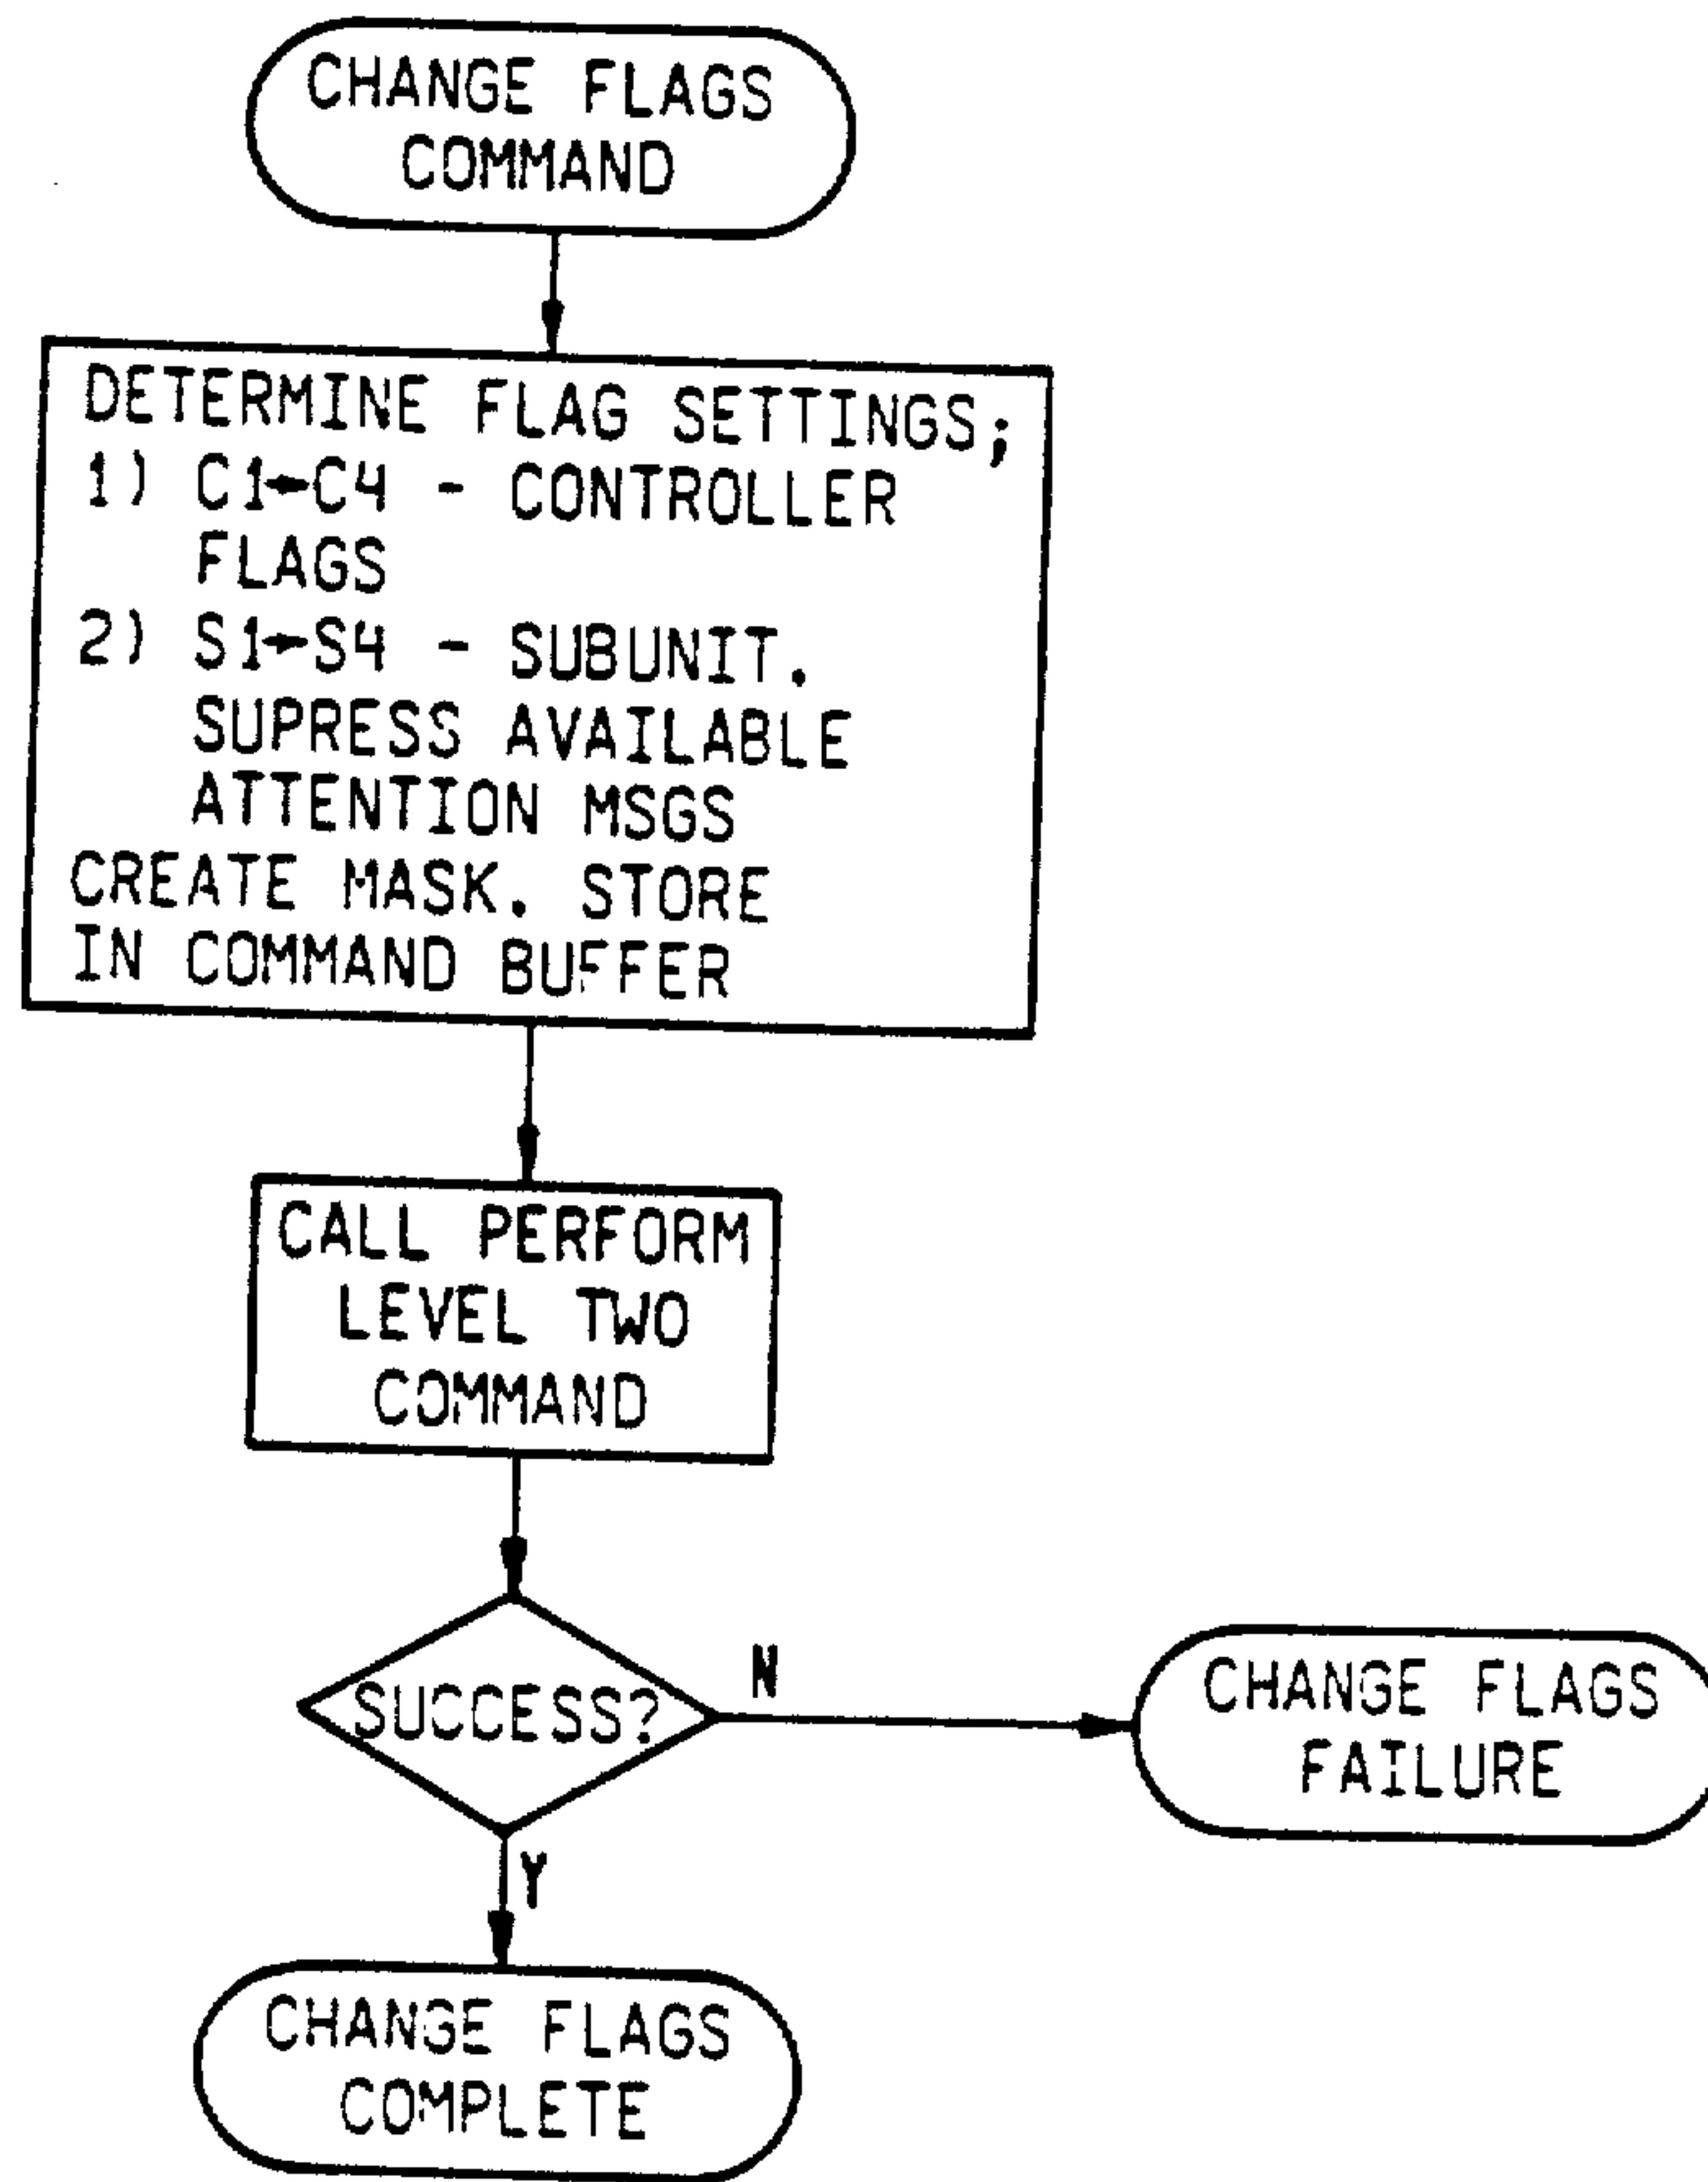 CHANGE FLAGS
COMMAND
DETERMINE FLAG SETTINGS;
1) C1→C4 - CONTROLLER
FLAGS
2) S1→S4 - SUBUNIT.
SUPRESS AVAILABLE
ATTENTION MSGS
CREATE MASK. STORE
IN COMMAND BUFFER
CALL PERFORM
LEVEL TWO
COMMAND
SUCCESS?
N
CHANGE FLAGS
FAILURE
Y
CHANGE FLAGS
COMPLETE